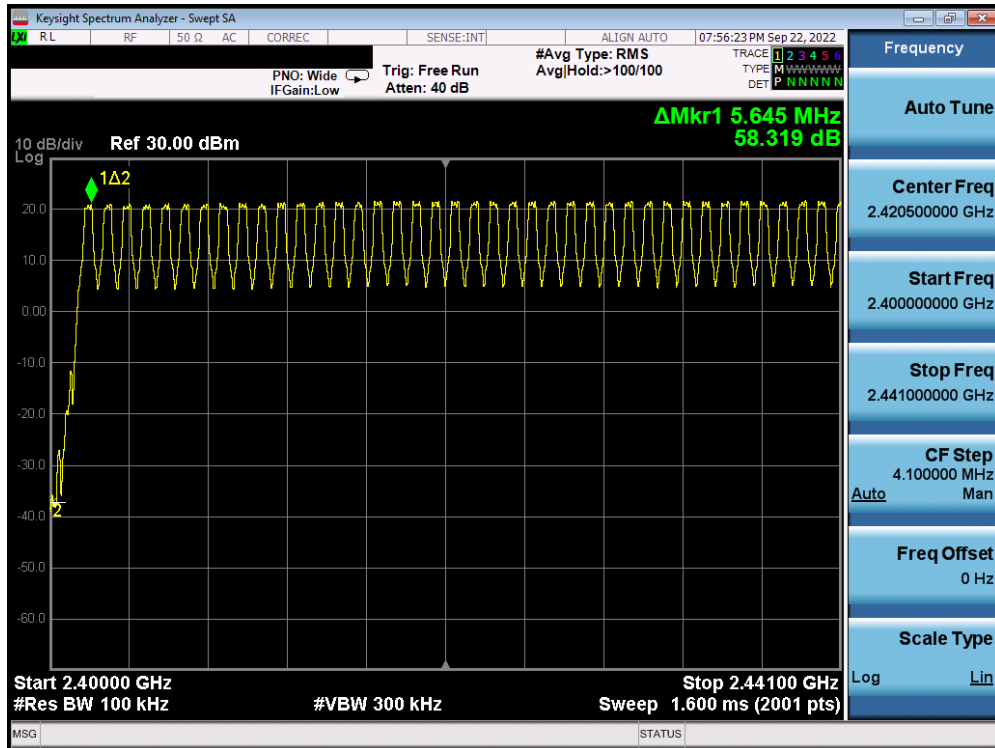 Keysight Spectrum Analyzer - Swept SA
LXI RL RF 50 Ω AC CORREC SENSE:INT ALIGN AUTO 07:56:23 PM Sep 22, 2022
PNO: Wide
IFGain:Low
Trig: Free Run
Atten: 40 dB
#Avg Type: RMS
Avg|Hold:>100/100
TRACE 1 2 3 4 5 6
TYPE M WWWWW
DET P N N N N N
ΔMkr1 5.645 MHz
58.319 dB
10 dB/div Ref 30.00 dBm
Log
1Δ2
20.0
10.0
0.00
-10.0
-20.0
-30.0
-40.0
2
-50.0
-60.0
Start 2.40000 GHz Stop 2.44100 GHz
#Res BW 100 kHz #VBW 300 kHz Sweep 1.600 ms (2001 pts)
MSG STATUS
Frequency
Auto Tune
Center Freq
2.420500000 GHz
Start Freq
2.400000000 GHz
Stop Freq
2.441000000 GHz
CF Step
4.100000 MHz
Auto Man
Freq Offset
0 Hz
Scale Type
Log Lin